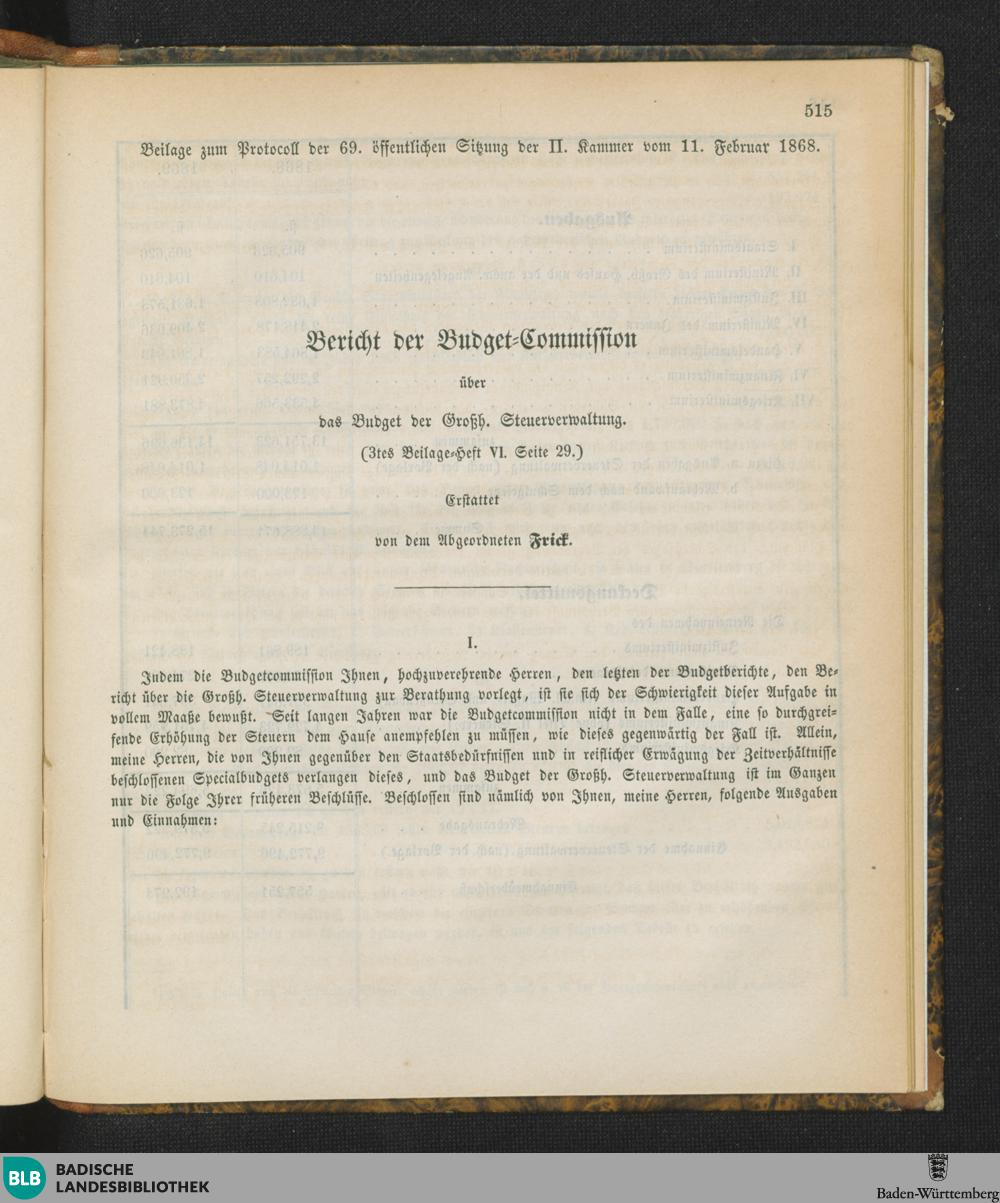 515
Beilage zum Protocoll der 69. öffentlichen Sitzung der II. Kammer vom 11. Februar 1868.
Bericht der Budget-Commission
über
das Budget der Großh. Steuerverwaltung.
(3tes Beilage-Heft VI. Seite 29.)
Erstattet
von dem Abgeordneten Frick.
I.
Indem die Budgetcommission Ihnen, hochzuverehrende Herren, den letzten der Budgetberichte, den Be-
richt über die Großh. Steuerverwaltung zur Berathung vorlegt, ist sie sich der Schwierigkeit dieser Aufgabe in
vollem Maaße bewußt. Seit langen Jahren war die Budgetcommission nicht in dem Falle, eine so durchgrei-
fende Erhöhung der Steuern dem Hause anempfehlen zu müssen, wie dieses gegenwärtig der Fall ist. Allein,
meine Herren, die von Ihnen gegenüber den Staatsbedürfnissen und in reiflicher Erwägung der Zeitverhältnisse
beschlossenen Specialbudgets verlangen dieses, und das Budget der Großh. Steuerverwaltung ist im Ganzen
nur die Folge Ihrer früheren Beschlüsse. Beschlossen sind nämlich von Ihnen, meine Herren, folgende Ausgaben
und Einnahmen:
BLB BADISCHE
LANDESBIBLIOTHEK
Baden-Württemberg